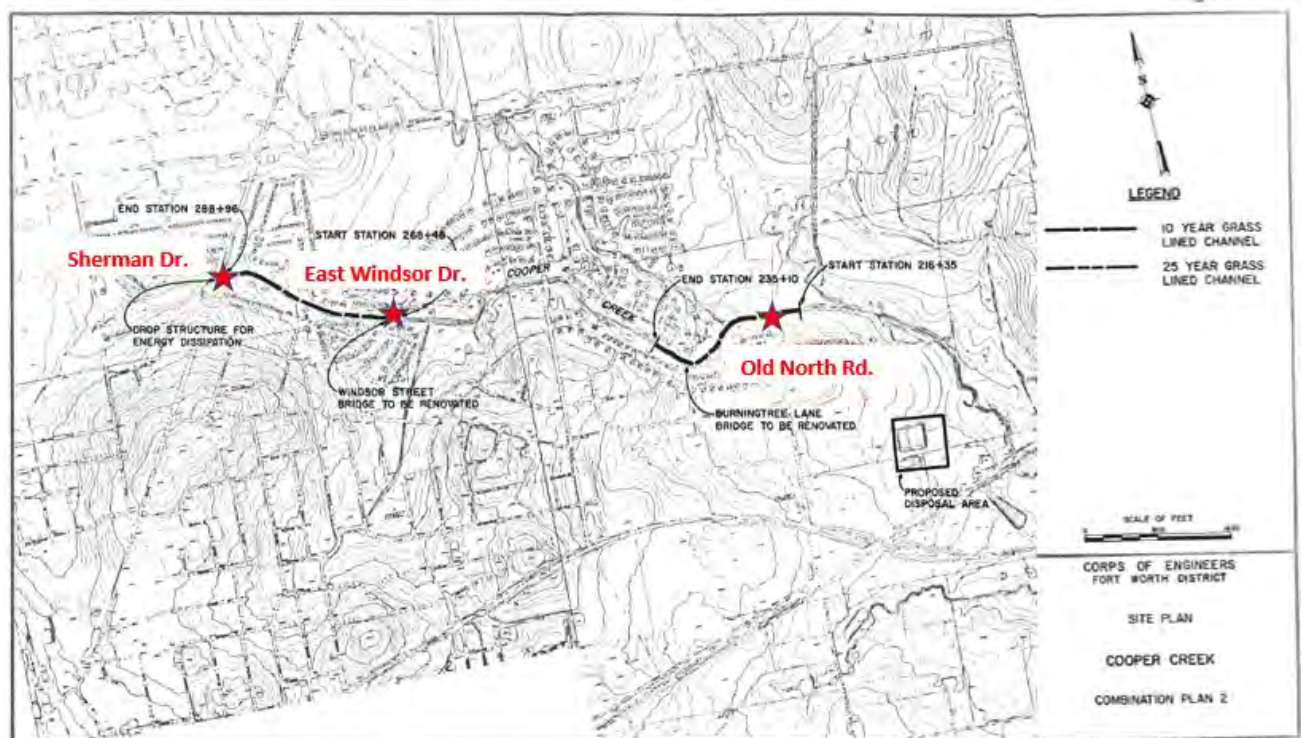 END STATION 288+96
START STATION 268+48
Sherman Dr.
East Windsor Dr.
COOPER
CREEK
END STATION 235+10
START STATION 216+35
DROP STRUCTURE FOR
ENERGY DISSIPATION
Old North Rd.
WINDSOR STREET
BRIDGE TO BE RENOVATED
BURNINGTREE LANE
BRIDGE TO BE RENOVATED
PROPOSED
DISPOSAL AREA
LEGEND
10 YEAR GRASS
LINED CHANNEL
25 YEAR GRASS
LINED CHANNEL
SCALE OF FEET
CORPS OF ENGINEERS
FORT WORTH DISTRICT
SITE PLAN
COOPER CREEK
COMBINATION PLAN 2